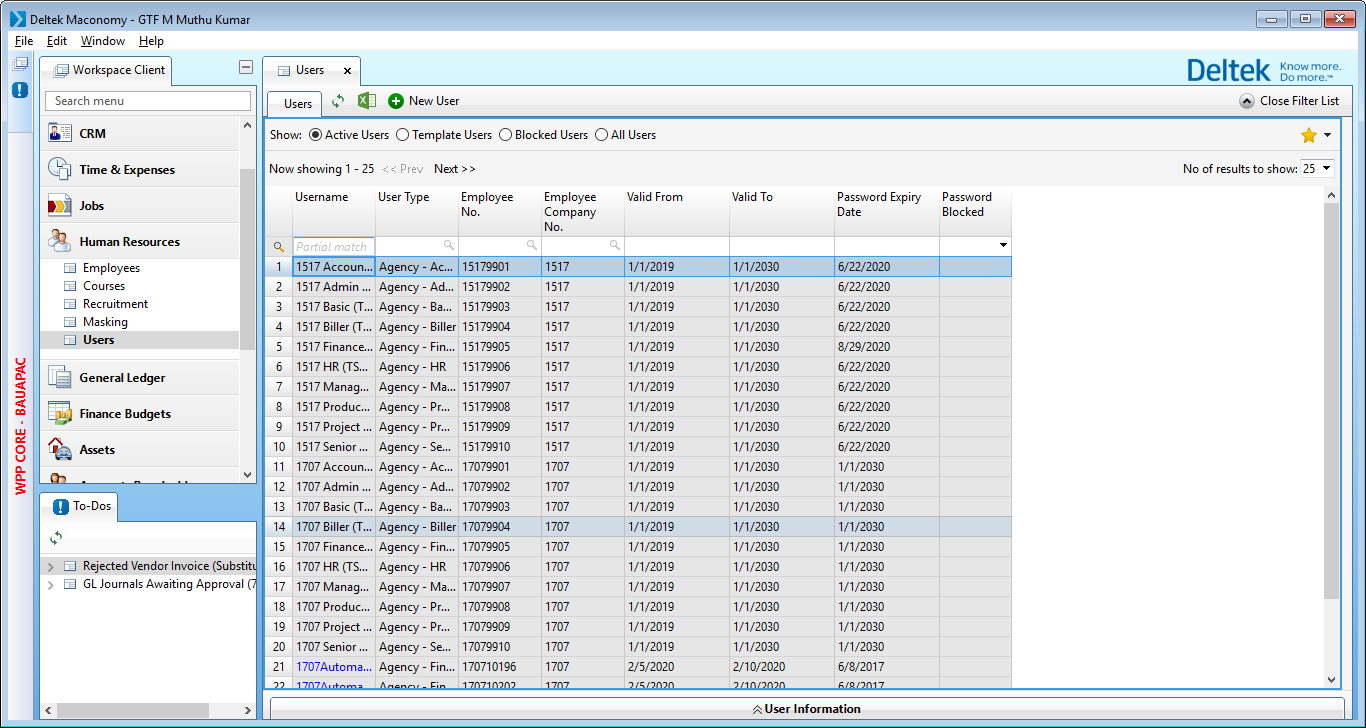 Deltek Maconomy - GTF M Muthu Kumar
File Edit Window Help
Workspace Client
Users
Deltek Know more. Do more.™
Search menu
Users
New User
Close Filter List
CRM
Time & Expenses
Jobs
Human Resources
Employees
Courses
Recruitment
Masking
Users
General Ledger
Finance Budgets
Assets
WPP CORE - BAUAPAC
To-Dos
Rejected Vendor Invoice (Substitu
GL Journals Awaiting Approval (7
Show: Active Users Template Users Blocked Users All Users
Now showing 1 - 25 << Prev Next >> No of results to show: 25
Username User Type Employee No. Employee Company No. Valid From Valid To Password Expiry Date Password Blocked
Partial match
1 1517 Accoun... Agency - Ac... 15179901 1517 1/1/2019 1/1/2030 6/22/2020
2 1517 Admin ... Agency - Ad... 15179902 1517 1/1/2019 1/1/2030 6/22/2020
3 1517 Basic (T... Agency - Ba... 15179903 1517 1/1/2019 1/1/2030 6/22/2020
4 1517 Biller (T... Agency - Biller 15179904 1517 1/1/2019 1/1/2030 6/22/2020
5 1517 Finance... Agency - Fin... 15179905 1517 1/1/2019 1/1/2030 8/29/2020
6 1517 HR (TS... Agency - HR 15179906 1517 1/1/2019 1/1/2030 6/22/2020
7 1517 Manag... Agency - Ma... 15179907 1517 1/1/2019 1/1/2030 6/22/2020
8 1517 Produc... Agency - Pr... 15179908 1517 1/1/2019 1/1/2030 6/22/2020
9 1517 Project ... Agency - Pr... 15179909 1517 1/1/2019 1/1/2030 6/22/2020
10 1517 Senior ... Agency - Se... 15179910 1517 1/1/2019 1/1/2030 6/22/2020
11 1707 Accoun... Agency - Ac... 17079901 1707 1/1/2019 1/1/2030 1/1/2030
12 1707 Admin ... Agency - Ad... 17079902 1707 1/1/2019 1/1/2030 1/1/2030
13 1707 Basic (T... Agency - Ba... 17079903 1707 1/1/2019 1/1/2030 1/1/2030
14 1707 Biller (T... Agency - Biller 17079904 1707 1/1/2019 1/1/2030 1/1/2030
15 1707 Finance... Agency - Fin... 17079905 1707 1/1/2019 1/1/2030 1/1/2030
16 1707 HR (TS... Agency - HR 17079906 1707 1/1/2019 1/1/2030 1/1/2030
17 1707 Manag... Agency - Ma... 17079907 1707 1/1/2019 1/1/2030 1/1/2030
18 1707 Produc... Agency - Pr... 17079908 1707 1/1/2019 1/1/2030 1/1/2030
19 1707 Project ... Agency - Pr... 17079909 1707 1/1/2019 1/1/2030 1/1/2030
20 1707 Senior ... Agency - Se... 17079910 1707 1/1/2019 1/1/2030 1/1/2030
21 1707Automa... Agency - Fin... 170710196 1707 2/5/2020 2/10/2020 6/8/2017
22 1707Automa... Agency - Fin... 170710202 1707 2/5/2020 2/10/2020 6/8/2017
User Information